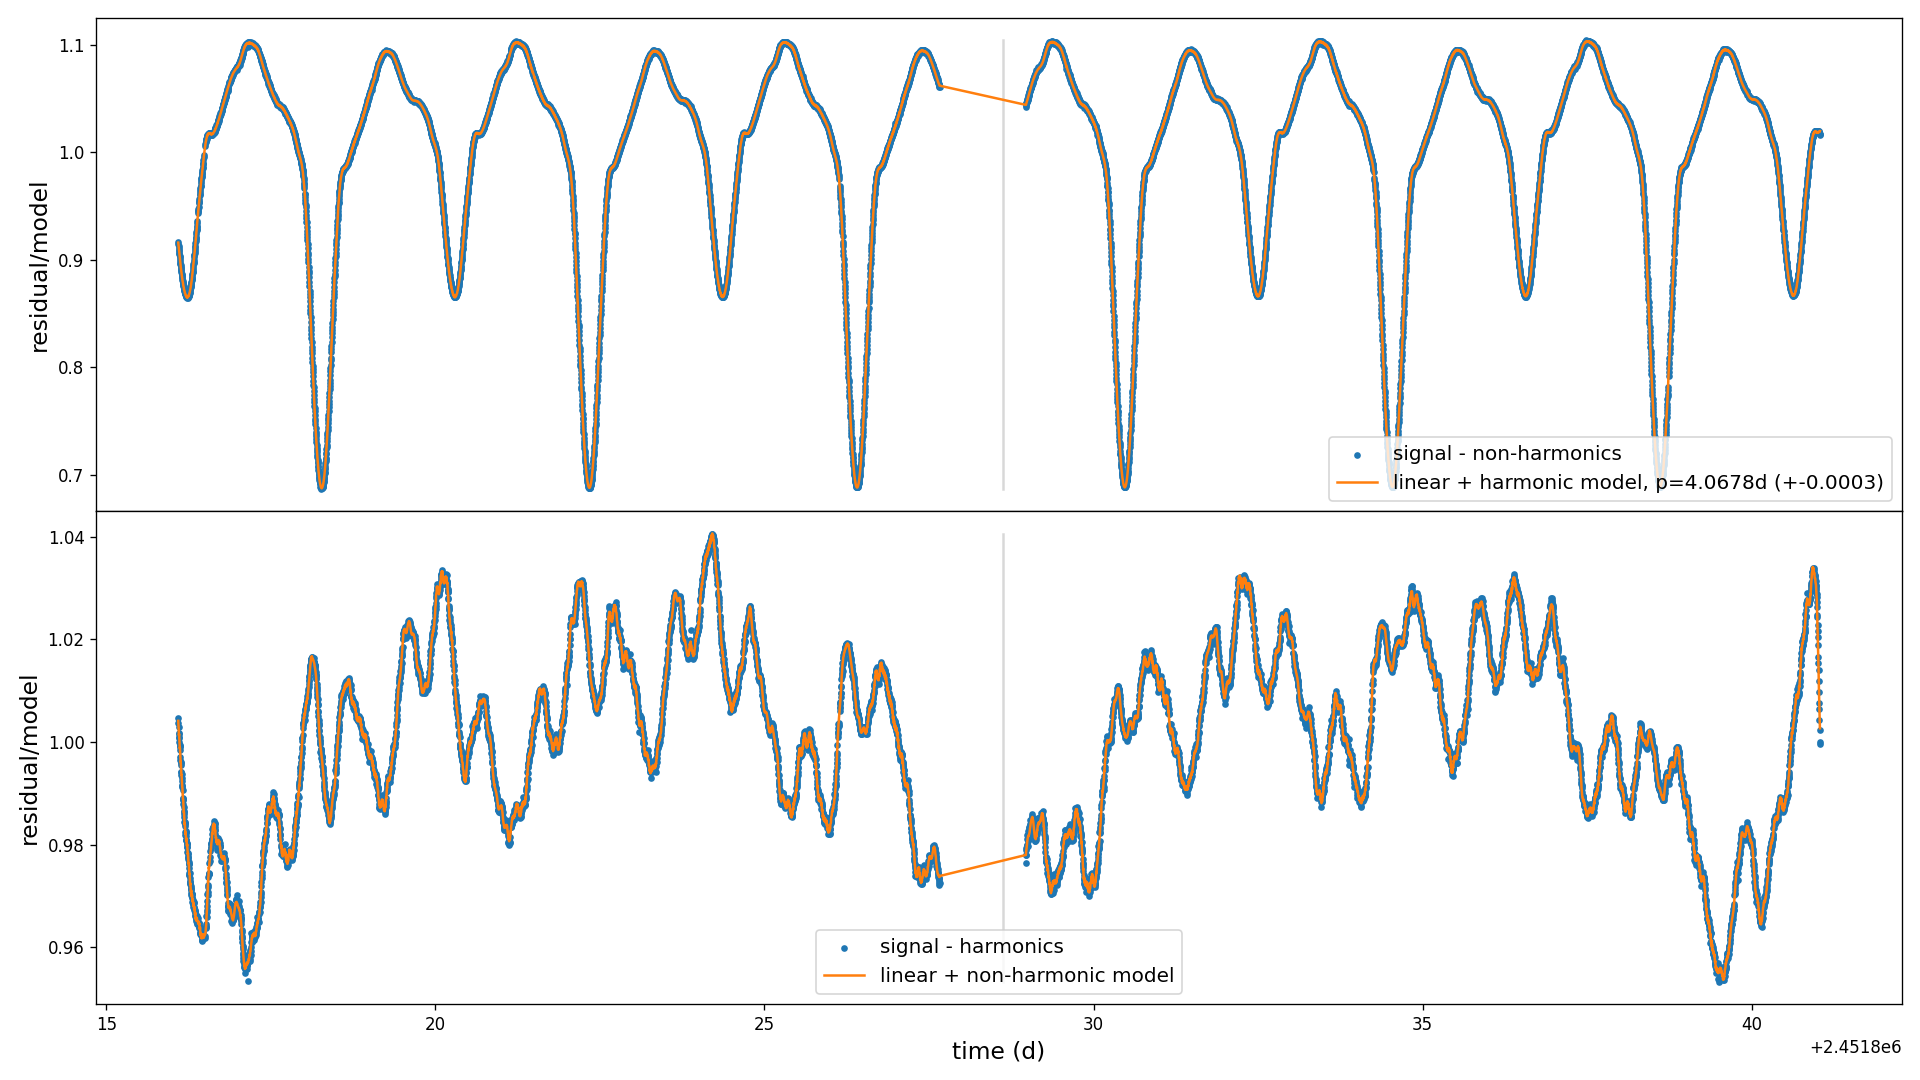 1.1
1.0
0.9
0.8
0.7
residual/model
signal - non-harmonics
linear + harmonic model, p=4.0678d (+-0.0003)
1.04
1.02
1.00
0.98
0.96
residual/model
signal - harmonics
linear + non-harmonic model
15
20
25
30
35
40
time (d)
+2.4518e6